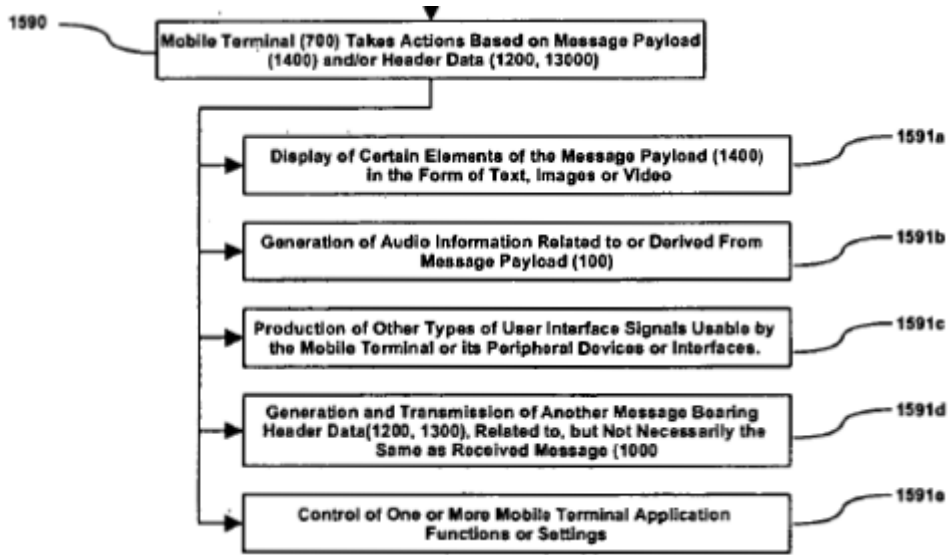 1590
Mobile Terminal (700) Takes Actions Based on Message Payload
(1400) and/or Header Data (1200, 13000)
1591a
Display of Certain Elements of the Message Payload (1400)
in the Form of Text, Images or Video
1591b
Generation of Audio Information Related to or Derived From
Message Payload (100)
1591c
Production of Other Types of User Interface Signals Usable by
the Mobile Terminal or its Peripheral Devices or Interfaces.
1591d
Generation and Transmission of Another Message Bearing
Header Data(1200, 1300), Related to, but Not Necessarily the
Same as Received Message (1000
1591e
Control of One or More Mobile Terminal Application
Functions or Settings